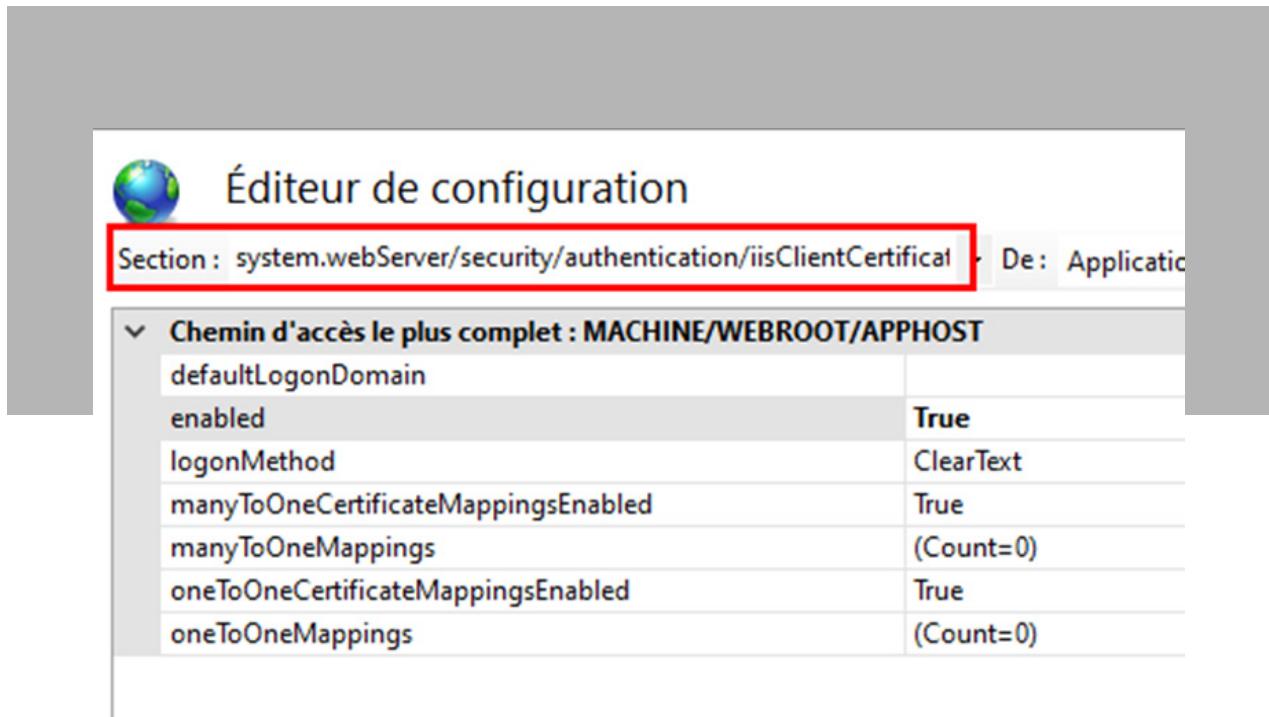 Éditeur de configuration
Section : system.webServer/security/authentication/iisClientCertificat De : Applicatic
Chemin d'accès le plus complet : MACHINE/WEBROOT/APPHOST
defaultLogonDomain
enabled True
logonMethod ClearText
manyToOneCertificateMappingsEnabled True
manyToOneMappings (Count=0)
oneToOneCertificateMappingsEnabled True
oneToOneMappings (Count=0)